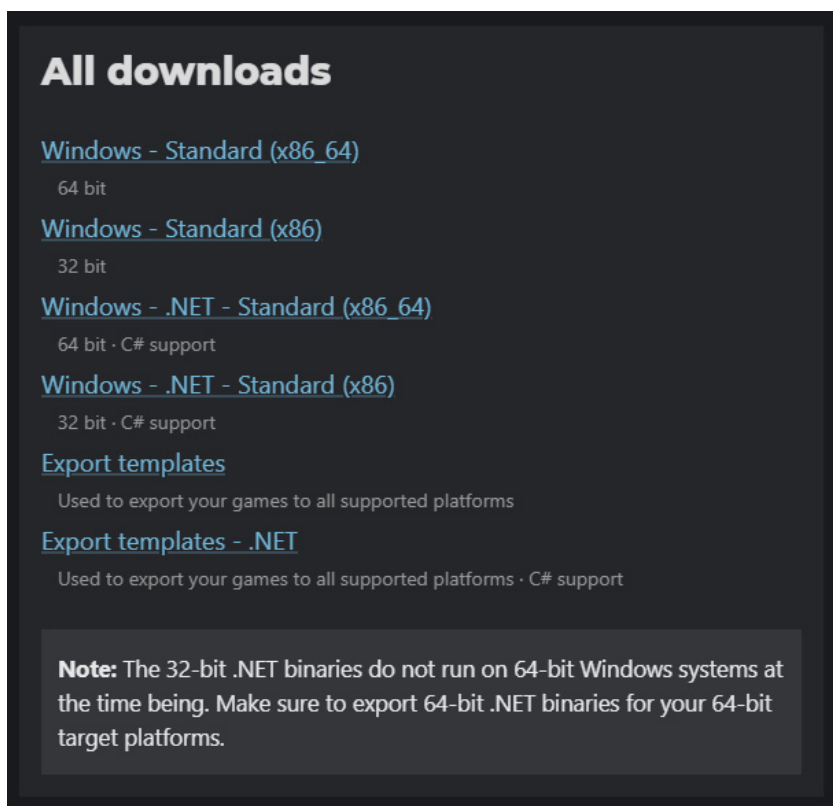 All downloads
Windows - Standard (x86_64)
64 bit
Windows - Standard (x86)
32 bit
Windows - .NET - Standard (x86_64)
64 bit · C# support
Windows - .NET - Standard (x86)
32 bit · C# support
Export templates
Used to export your games to all supported platforms
Export templates - .NET
Used to export your games to all supported platforms · C# support
Note: The 32-bit .NET binaries do not run on 64-bit Windows systems at
the time being. Make sure to export 64-bit .NET binaries for your 64-bit
target platforms.